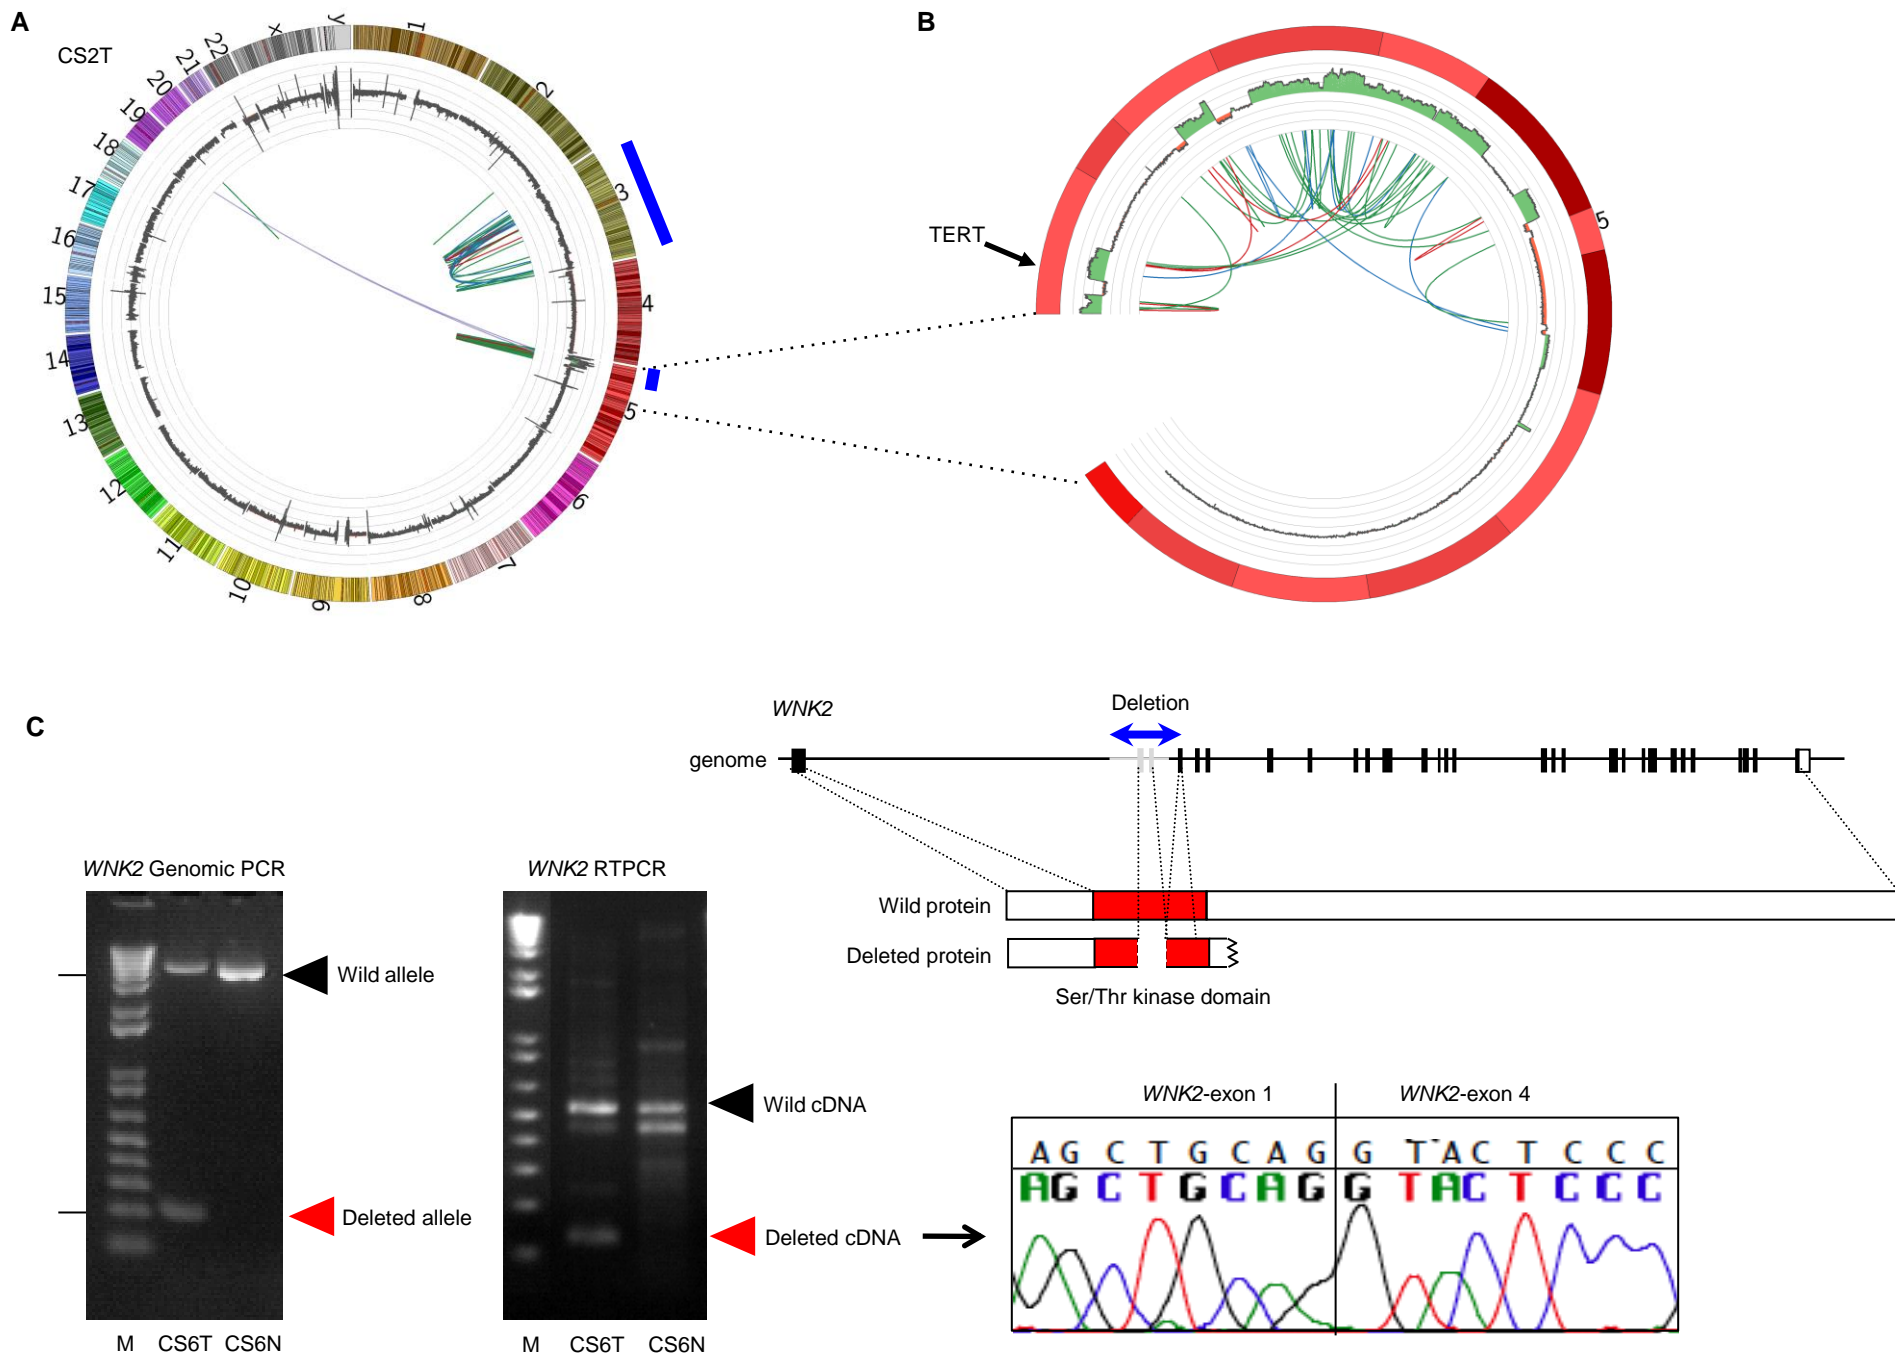 A
CS2T
1
2
3
4
5
6
7
8
9
10
11
12
13
14
15
16
17
18
19
20
21
22
x
y
B
TERT
5
C
WNK2
Deletion
genome
Wild protein
Deleted protein
Ser/Thr kinase domain
WNK2 Genomic PCR
Wild allele
Deleted allele
M CS6T CS6N
WNK2 RTPCR
Wild cDNA
Deleted cDNA
M CS6T CS6N
WNK2-exon 1 WNK2-exon 4
A G C T G C A G G T A C T C C C
A G C T G C A G G T A C T C C C